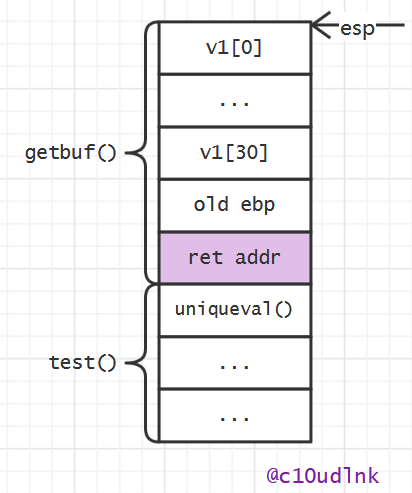 esp
v1[0]
...
v1[30]
getbuf()
old ebp
ret addr
uniqueval()
test()
...
...
@c10udlnk